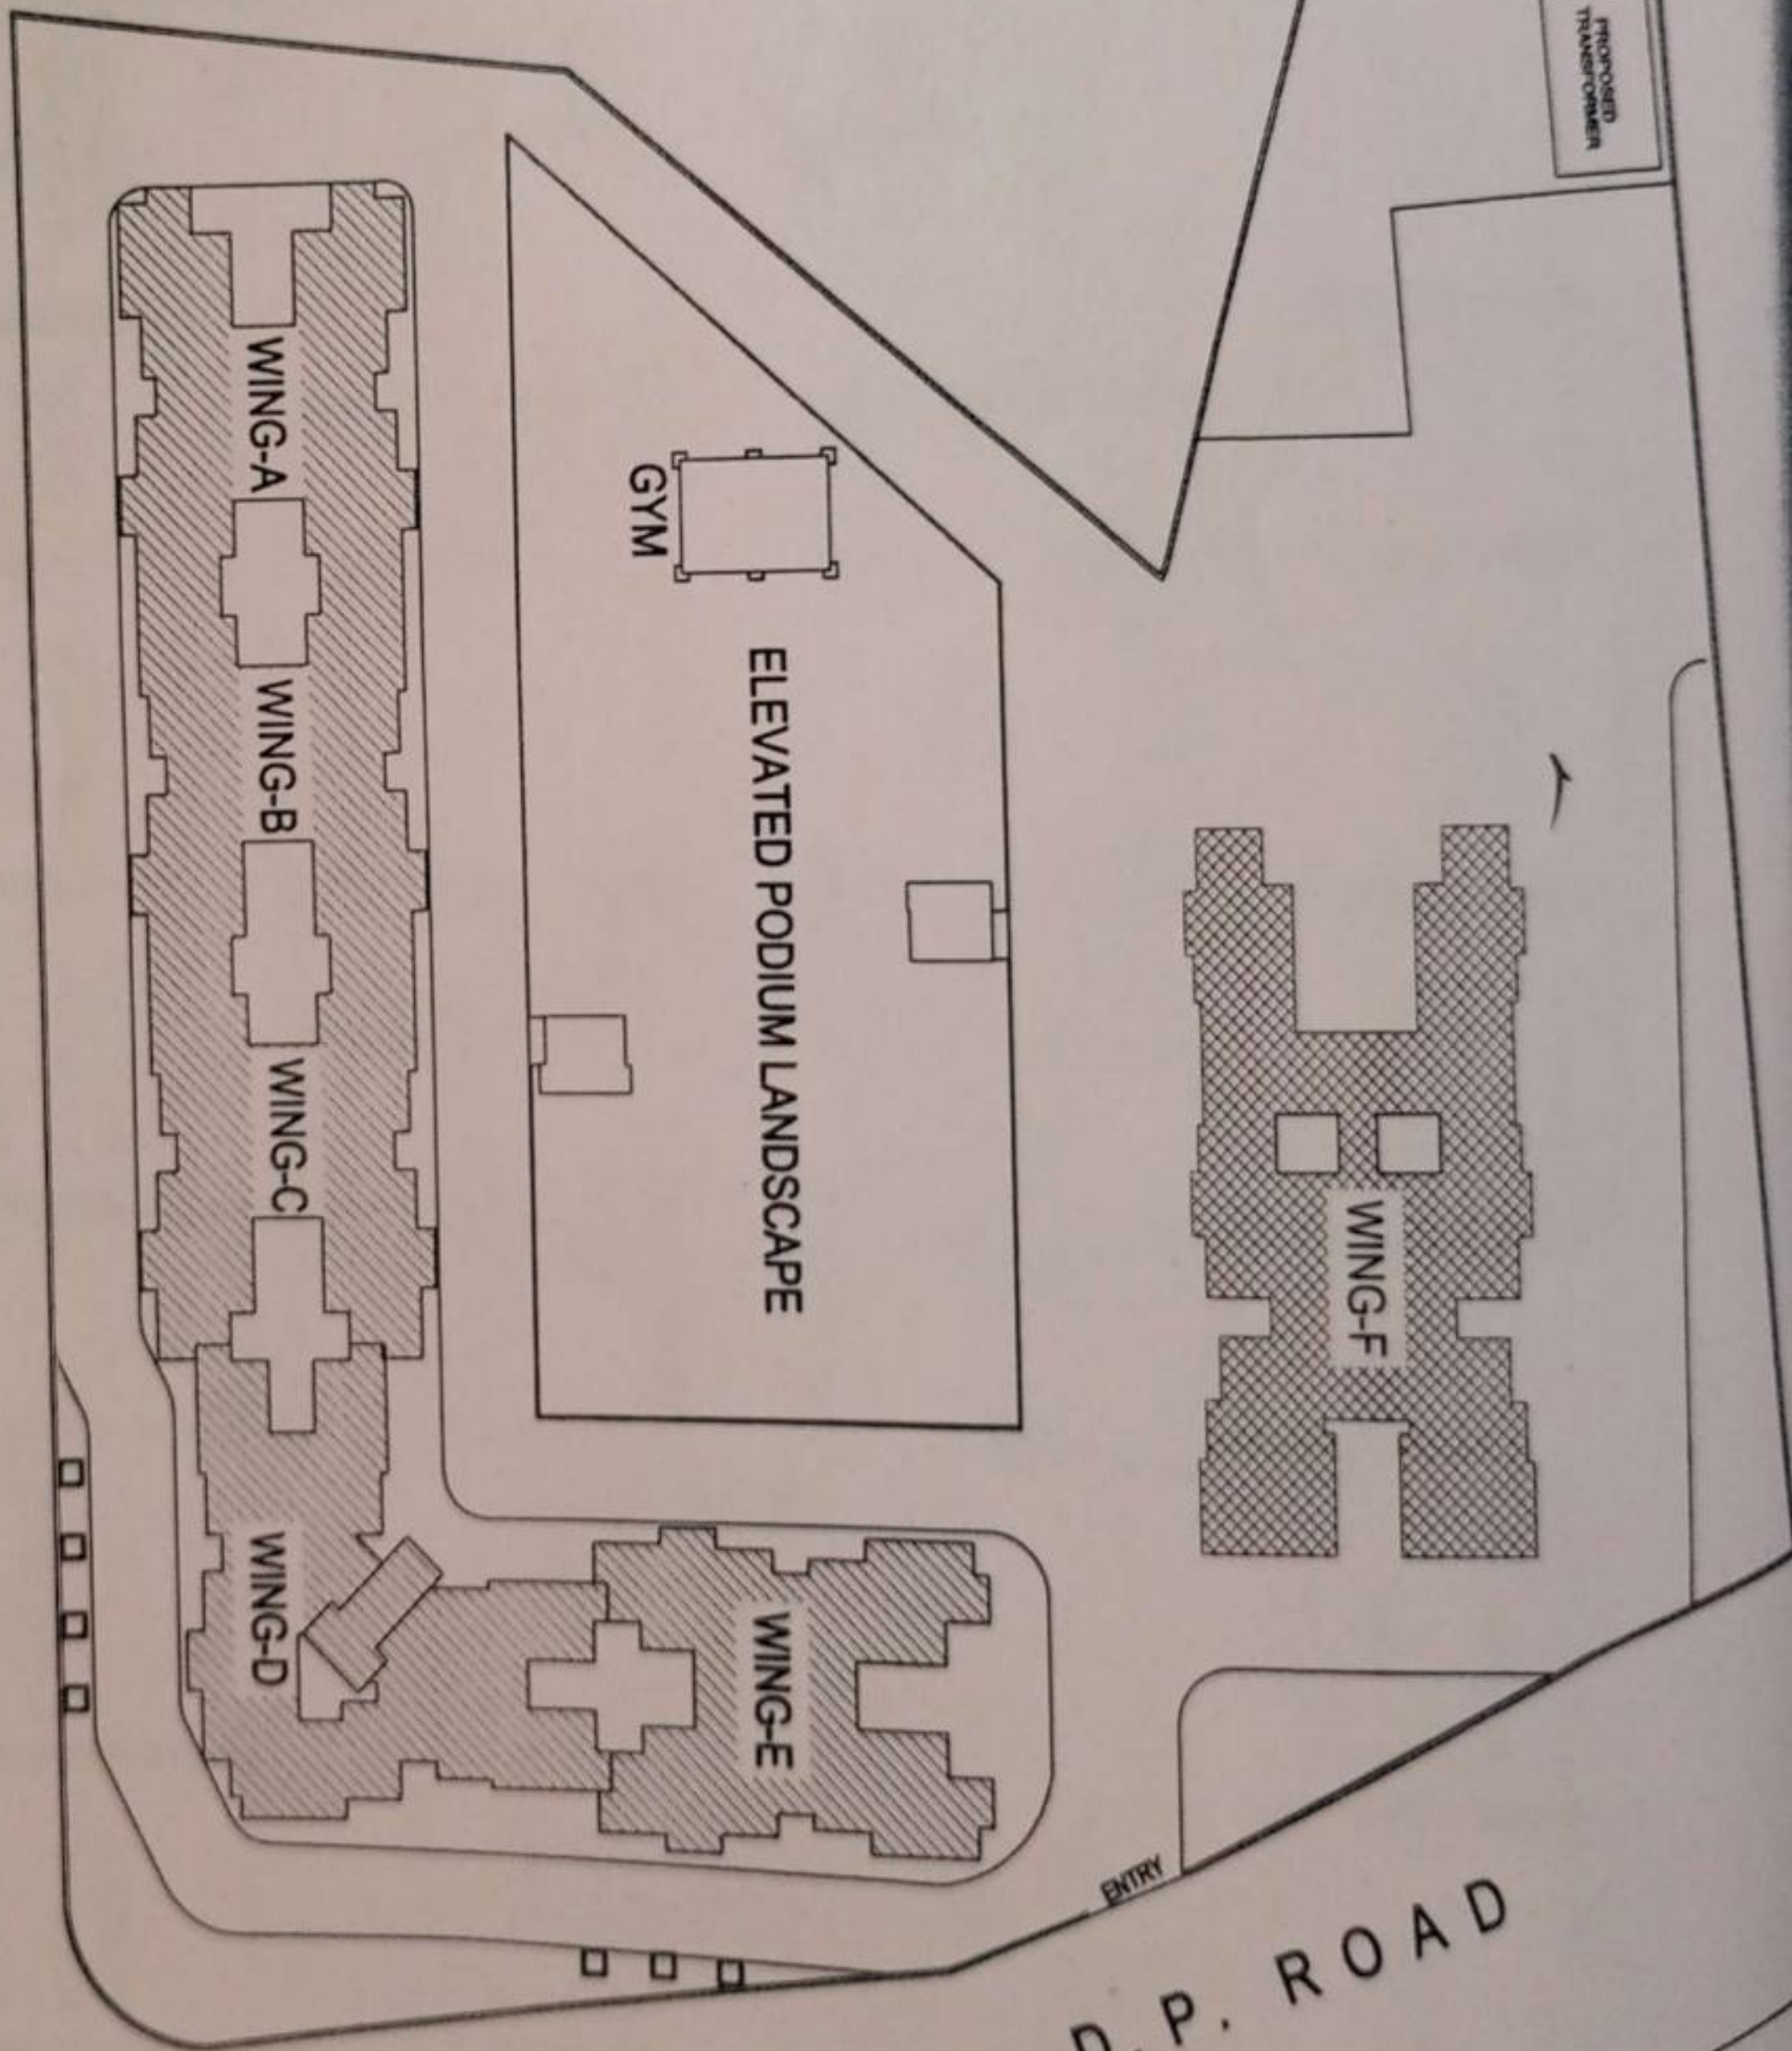 PROPOSED
TRANSFORMER
WING-A
GYM
WING-B
ELEVATED PODIUM LANDSCAPE
WING-C
WING-F
WING-D
WING-E
ENTRY
D.P. ROAD